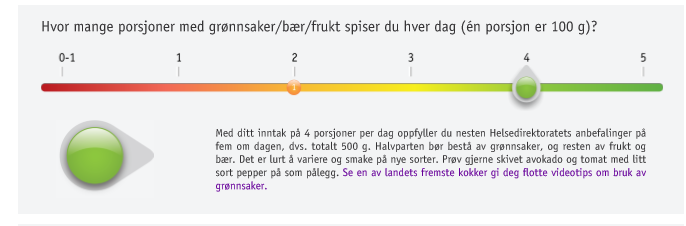 Hvor mange porsjoner med grønnsaker/bær/frukt spiser du hver dag (én porsjon er 100 g)?
0-1 1 2 3 4 5
Med ditt inntak på 4 porsjoner per dag oppfyller du nesten Helsedirektoratets anbefalinger på
fem om dagen, dvs. totalt 500 g. Halvparten bør bestå av grønnsaker, og resten av frukt og
bær. Det er lurt å variere og smake på nye sorter. Prøv gjerne skivet avokado og tomat med litt
sort pepper på som pålegg. Se en av landets fremste kokker gi deg flotte videotips om bruk av
grønnsaker.